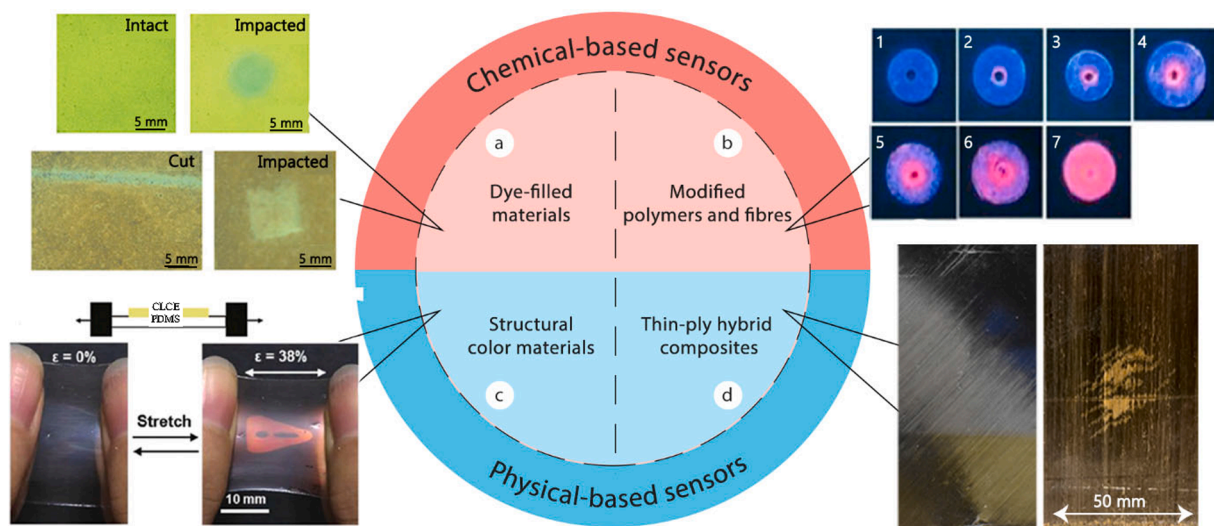 Intact
Impacted
5 mm
5 mm
Cut
Impacted
5 mm
5 mm
CLCE
PDMS
ε = 0%
ε = 38%
Stretch
10 mm
Chemical-based sensors
a
Dye-filled
materials
b
Modified
polymers and fibres
Structural
color materials
c
Thin-ply hybrid
composites
d
Physical-based sensors
1
2
3
4
5
6
7
50 mm